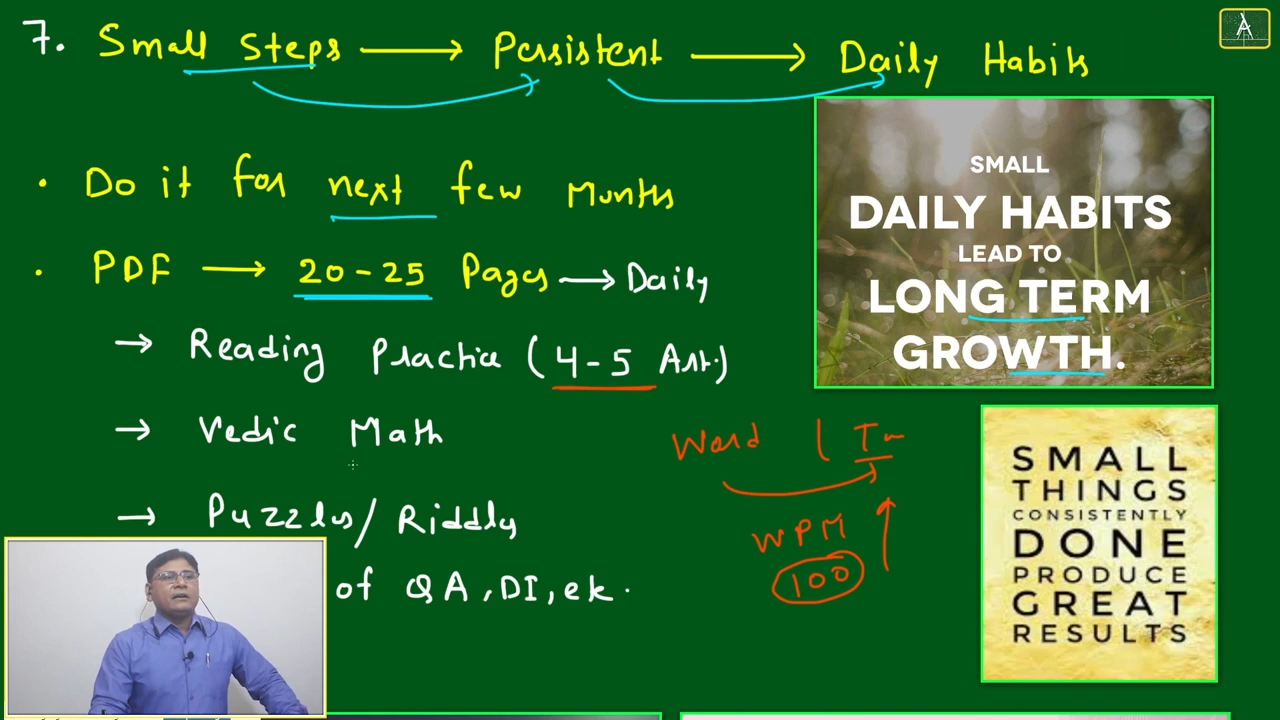 7. Small Steps → Persistent → Daily Habits
• Do it for next few Months
• PDF → 20-25 Pages → Daily
→ Reading Practice (4-5 Art.)
→ Vedic Math
→ Puzzles/Riddles
of QA, DI, etc.
Word (Tm
WPM
100
SMALL
DAILY HABITS
LEAD TO
LONG TERM
GROWTH.
SMALL
THINGS
CONSISTENTLY
DONE
PRODUCE
GREAT
RESULTS